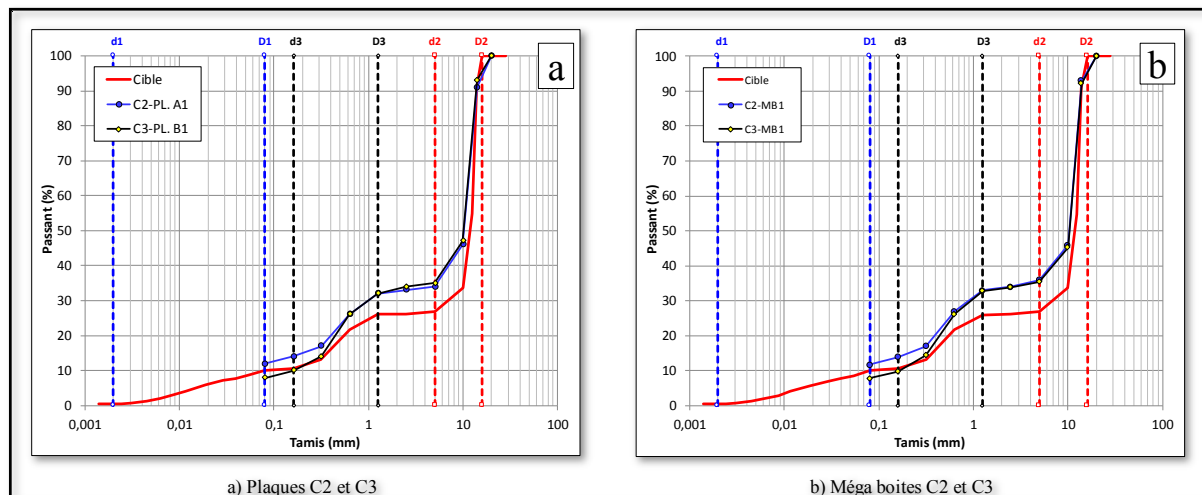 d1 D1 d3 D3 d2 D2
a
100
90
80
70
60
50
40
30
20
10
0
Passant (%)
Cible
C2-PL. A1
C3-PL. B1
0,001 0,01 0,1 1 10 100
Tamis (mm)
a) Plaques C2 et C3
d1 D1 d3 D3 d2 D2
b
100
90
80
70
60
50
40
30
20
10
0
Passant (%)
Cible
C2-MB1
C3-MB1
0,001 0,01 0,1 1 10 100
Tamis (mm)
b) Méga boites C2 et C3